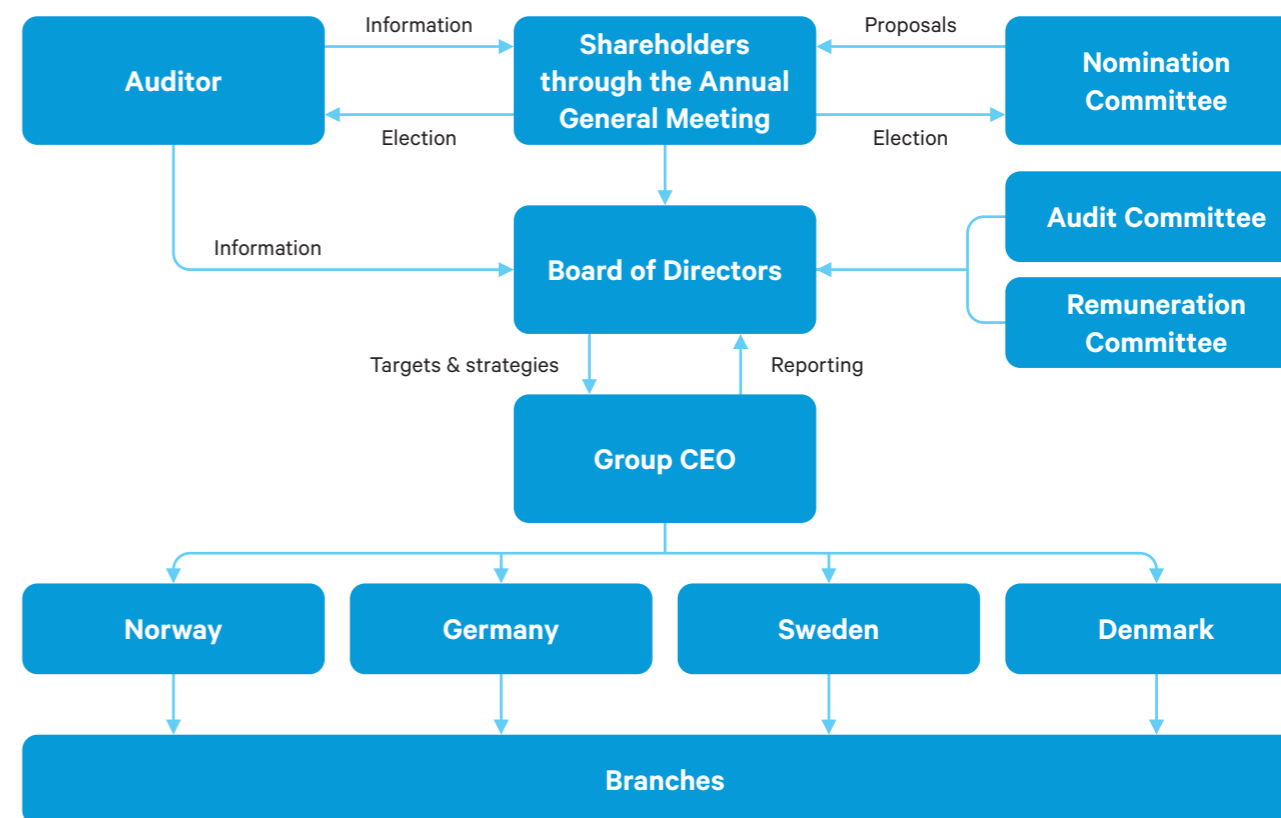 Information
Proposals
Auditor
Shareholders
through the Annual
General Meeting
Nomination
Committee
Election
Election
Audit Committee
Information
Board of Directors
Remuneration
Committee
Targets & strategies
Reporting
Group CEO
Norway
Germany
Sweden
Denmark
Branches